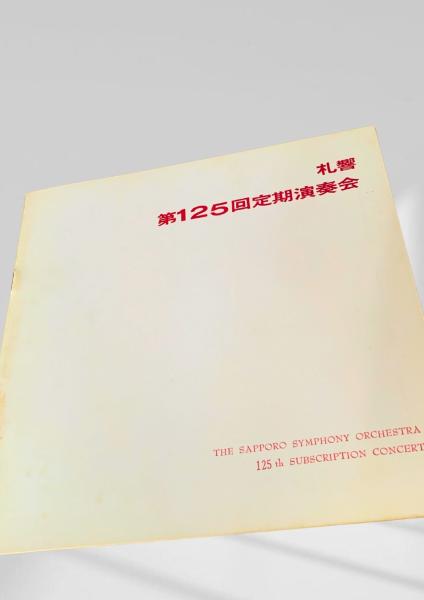 札響
第125回定期演奏会
THE SAPPORO SYMPHONY ORCHESTRA
125th SUBSCRIPTION CONCERT